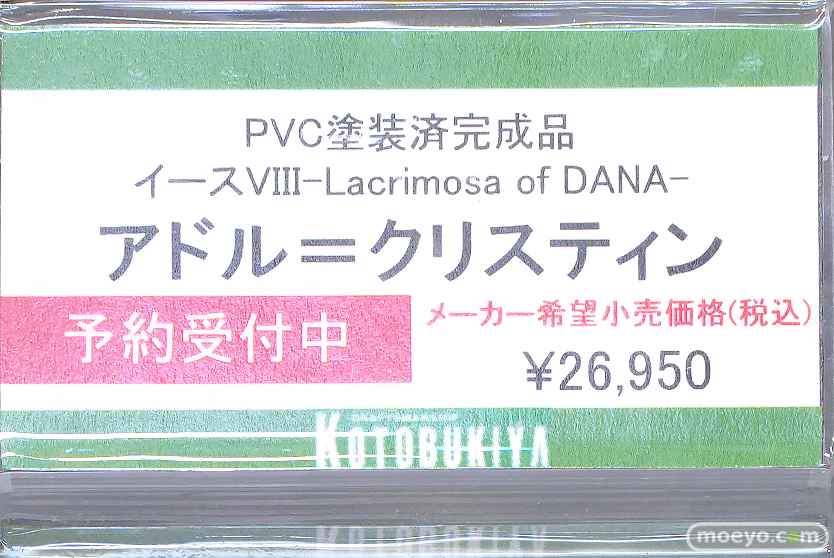 PVC塗装済完成品
イースVIII-Lacrimosa of DANA-
アドル＝クリスティン
予約受付中
メーカー希望小売価格(税込)
¥26,950
KOTOBUKIYA
moeyo.com